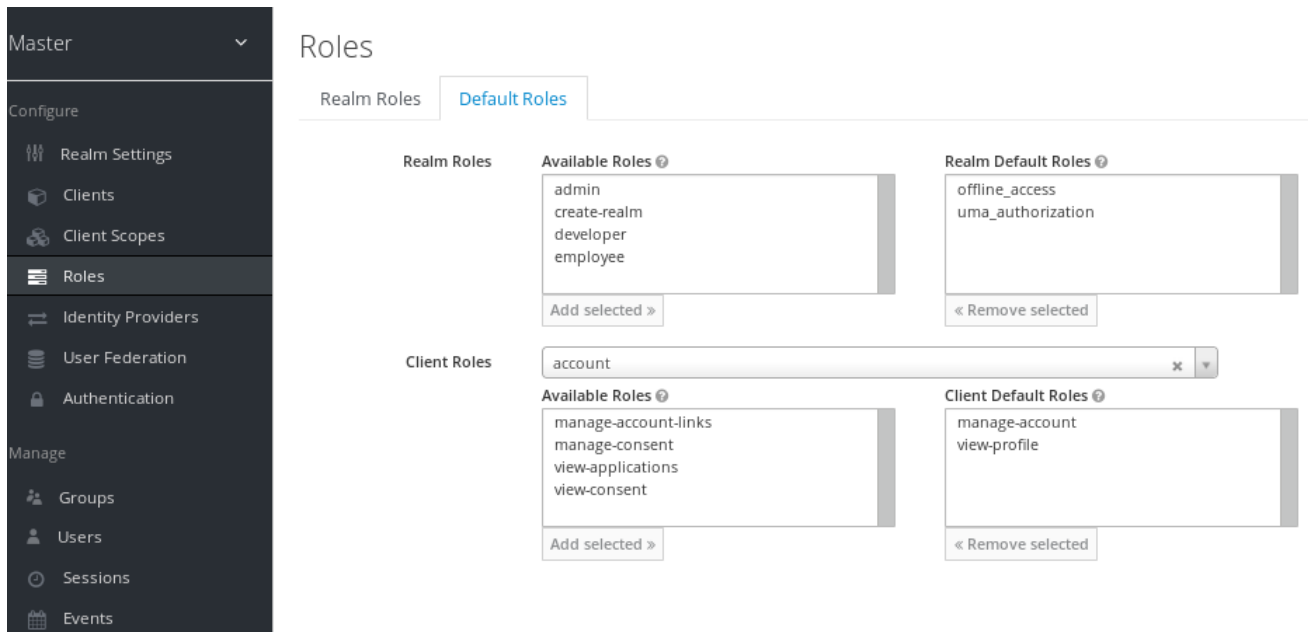 Master
Configure
Realm Settings
Clients
Client Scopes
Roles
Identity Providers
User Federation
Authentication
Manage
Groups
Users
Sessions
Events
Roles
Realm Roles
Default Roles
Realm Roles
Available Roles
admin
create-realm
developer
employee
Add selected »
Realm Default Roles
offline_access
uma_authorization
« Remove selected
Client Roles
account
Available Roles
manage-account-links
manage-consent
view-applications
view-consent
Add selected »
Client Default Roles
manage-account
view-profile
« Remove selected